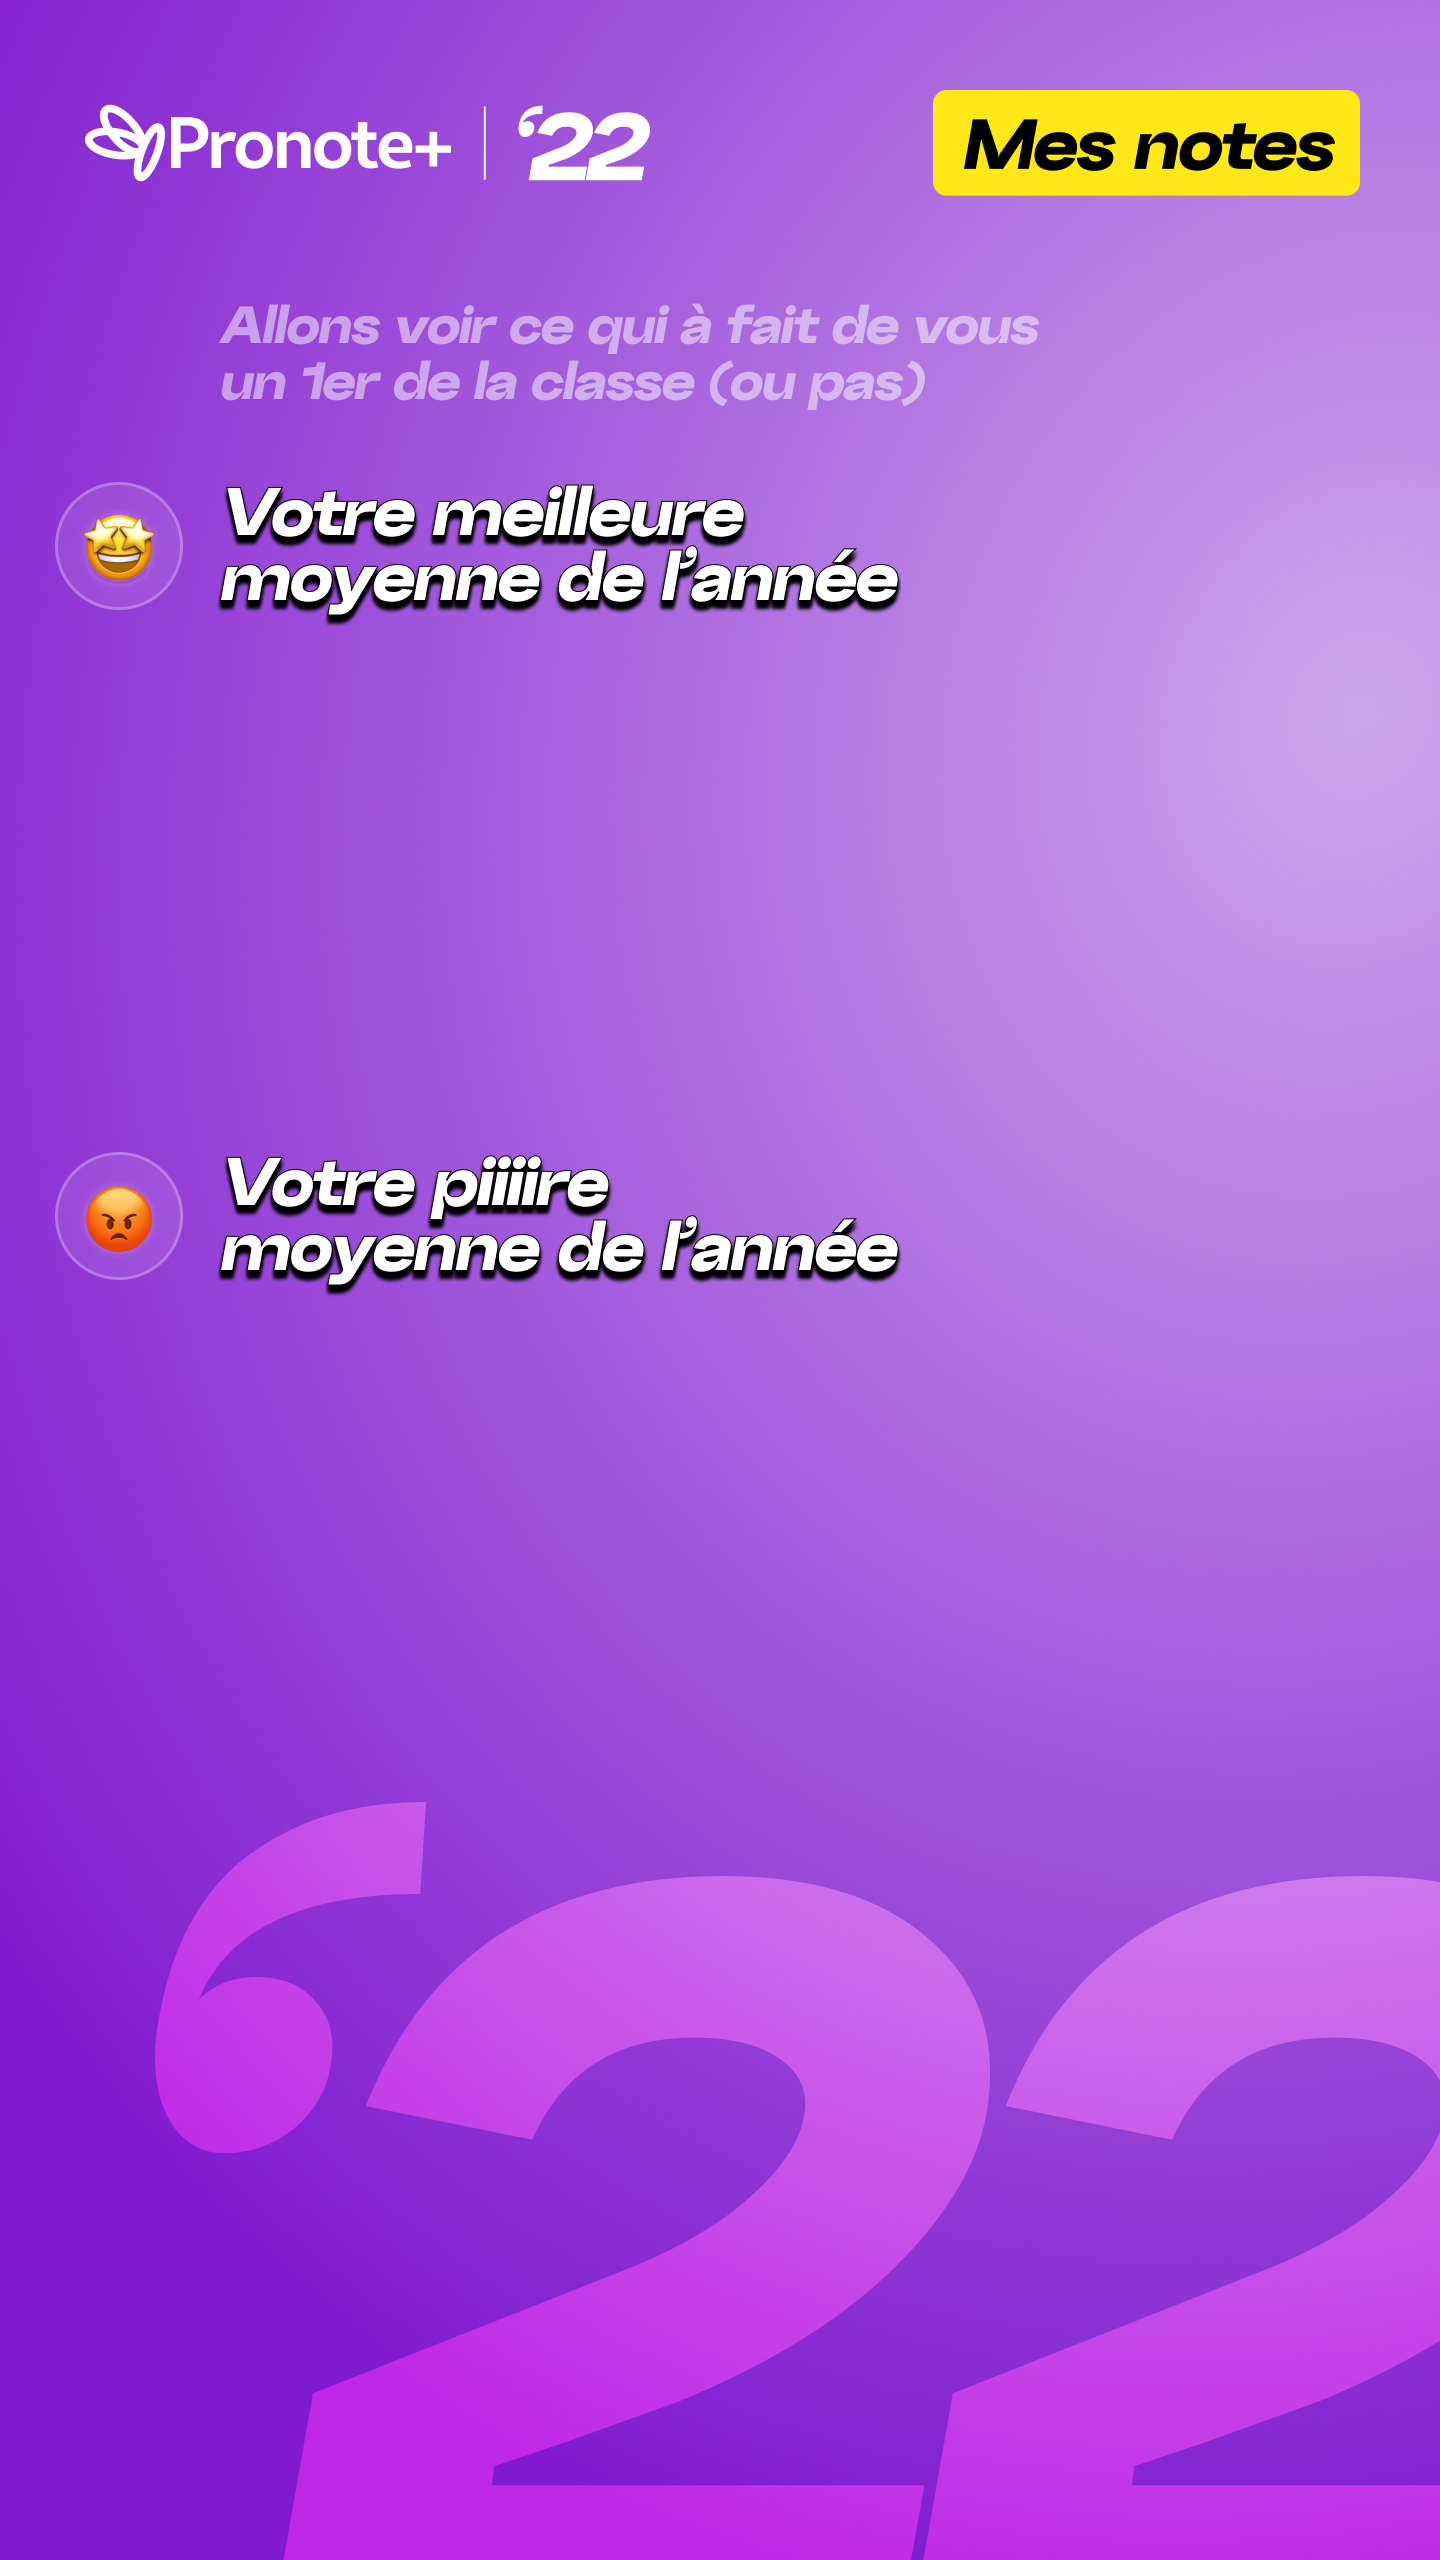 Pronote+ ‘22
Mes notes
Allons voir ce qui à fait de vous
un 1er de la classe (ou pas)
Votre meilleure
moyenne de l’année
Votre piiiire
moyenne de l’année
‘22